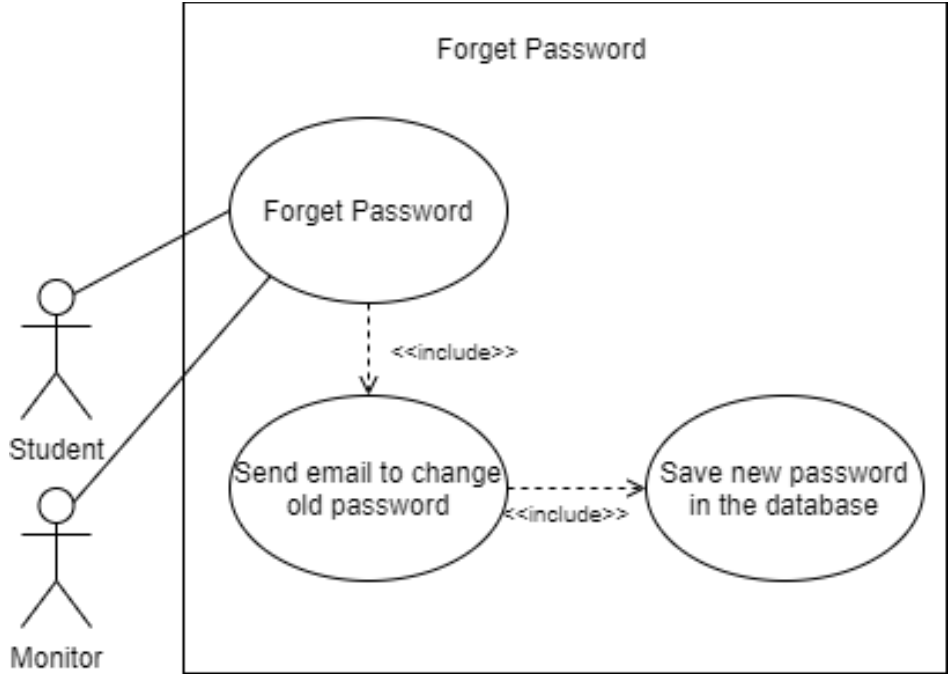 Forget Password
Forget Password
<<include>>
Student
Send email to change
old password
<<include>>
Save new password
in the database
Monitor